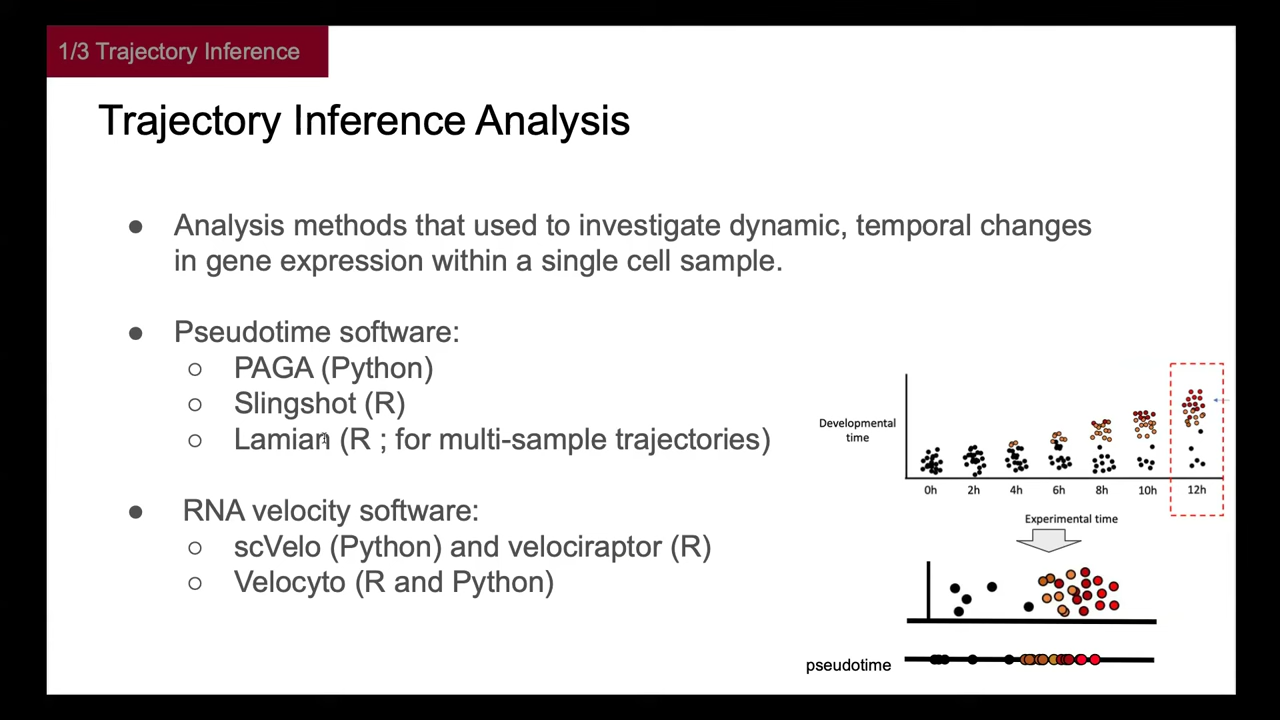 1/3 Trajectory Inference
Trajectory Inference Analysis
● Analysis methods that used to investigate dynamic, temporal changes
in gene expression within a single cell sample.
● Pseudotime software:
○ PAGA (Python)
○ Slingshot (R)
○ Lamian (R ; for multi-sample trajectories)
● RNA velocity software:
○ scVelo (Python) and velociraptor (R)
○ Velocyto (R and Python)
Developmental
time
0h 2h 4h 6h 8h 10h 12h
Experimental time
pseudotime